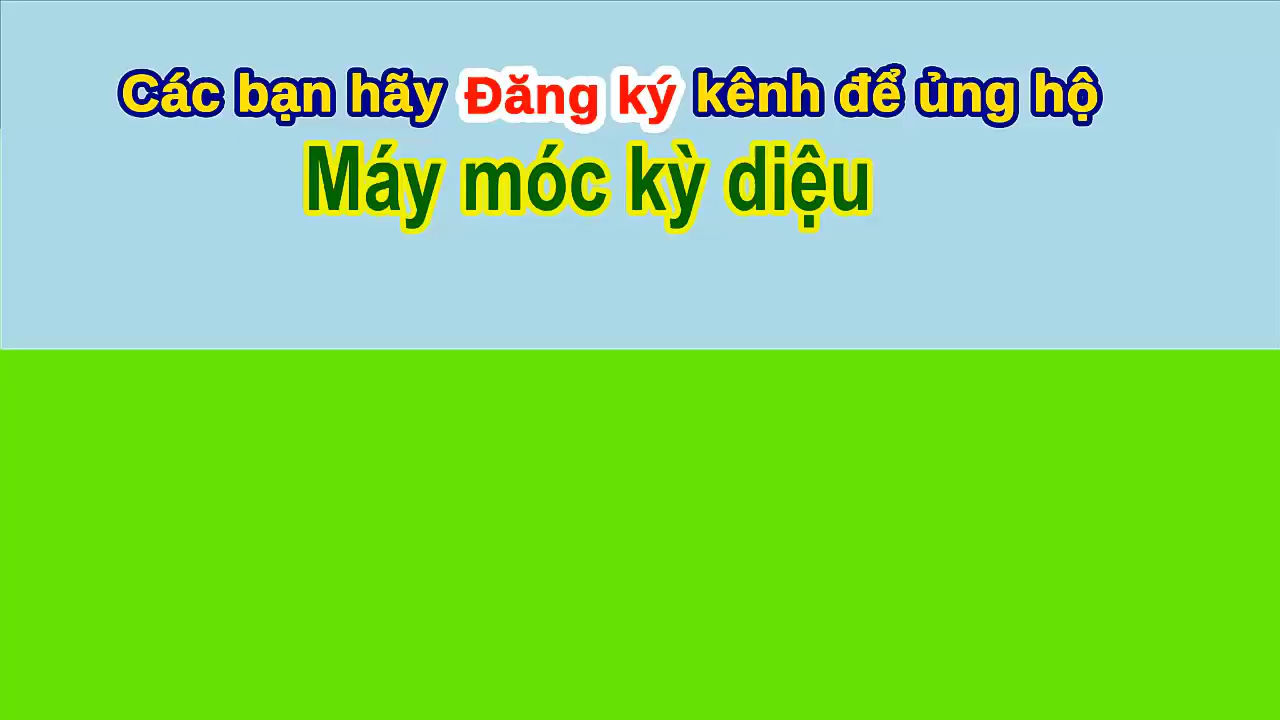 Các bạn hãy Đăng ký kênh để ủng hộ
Máy móc kỳ diệu